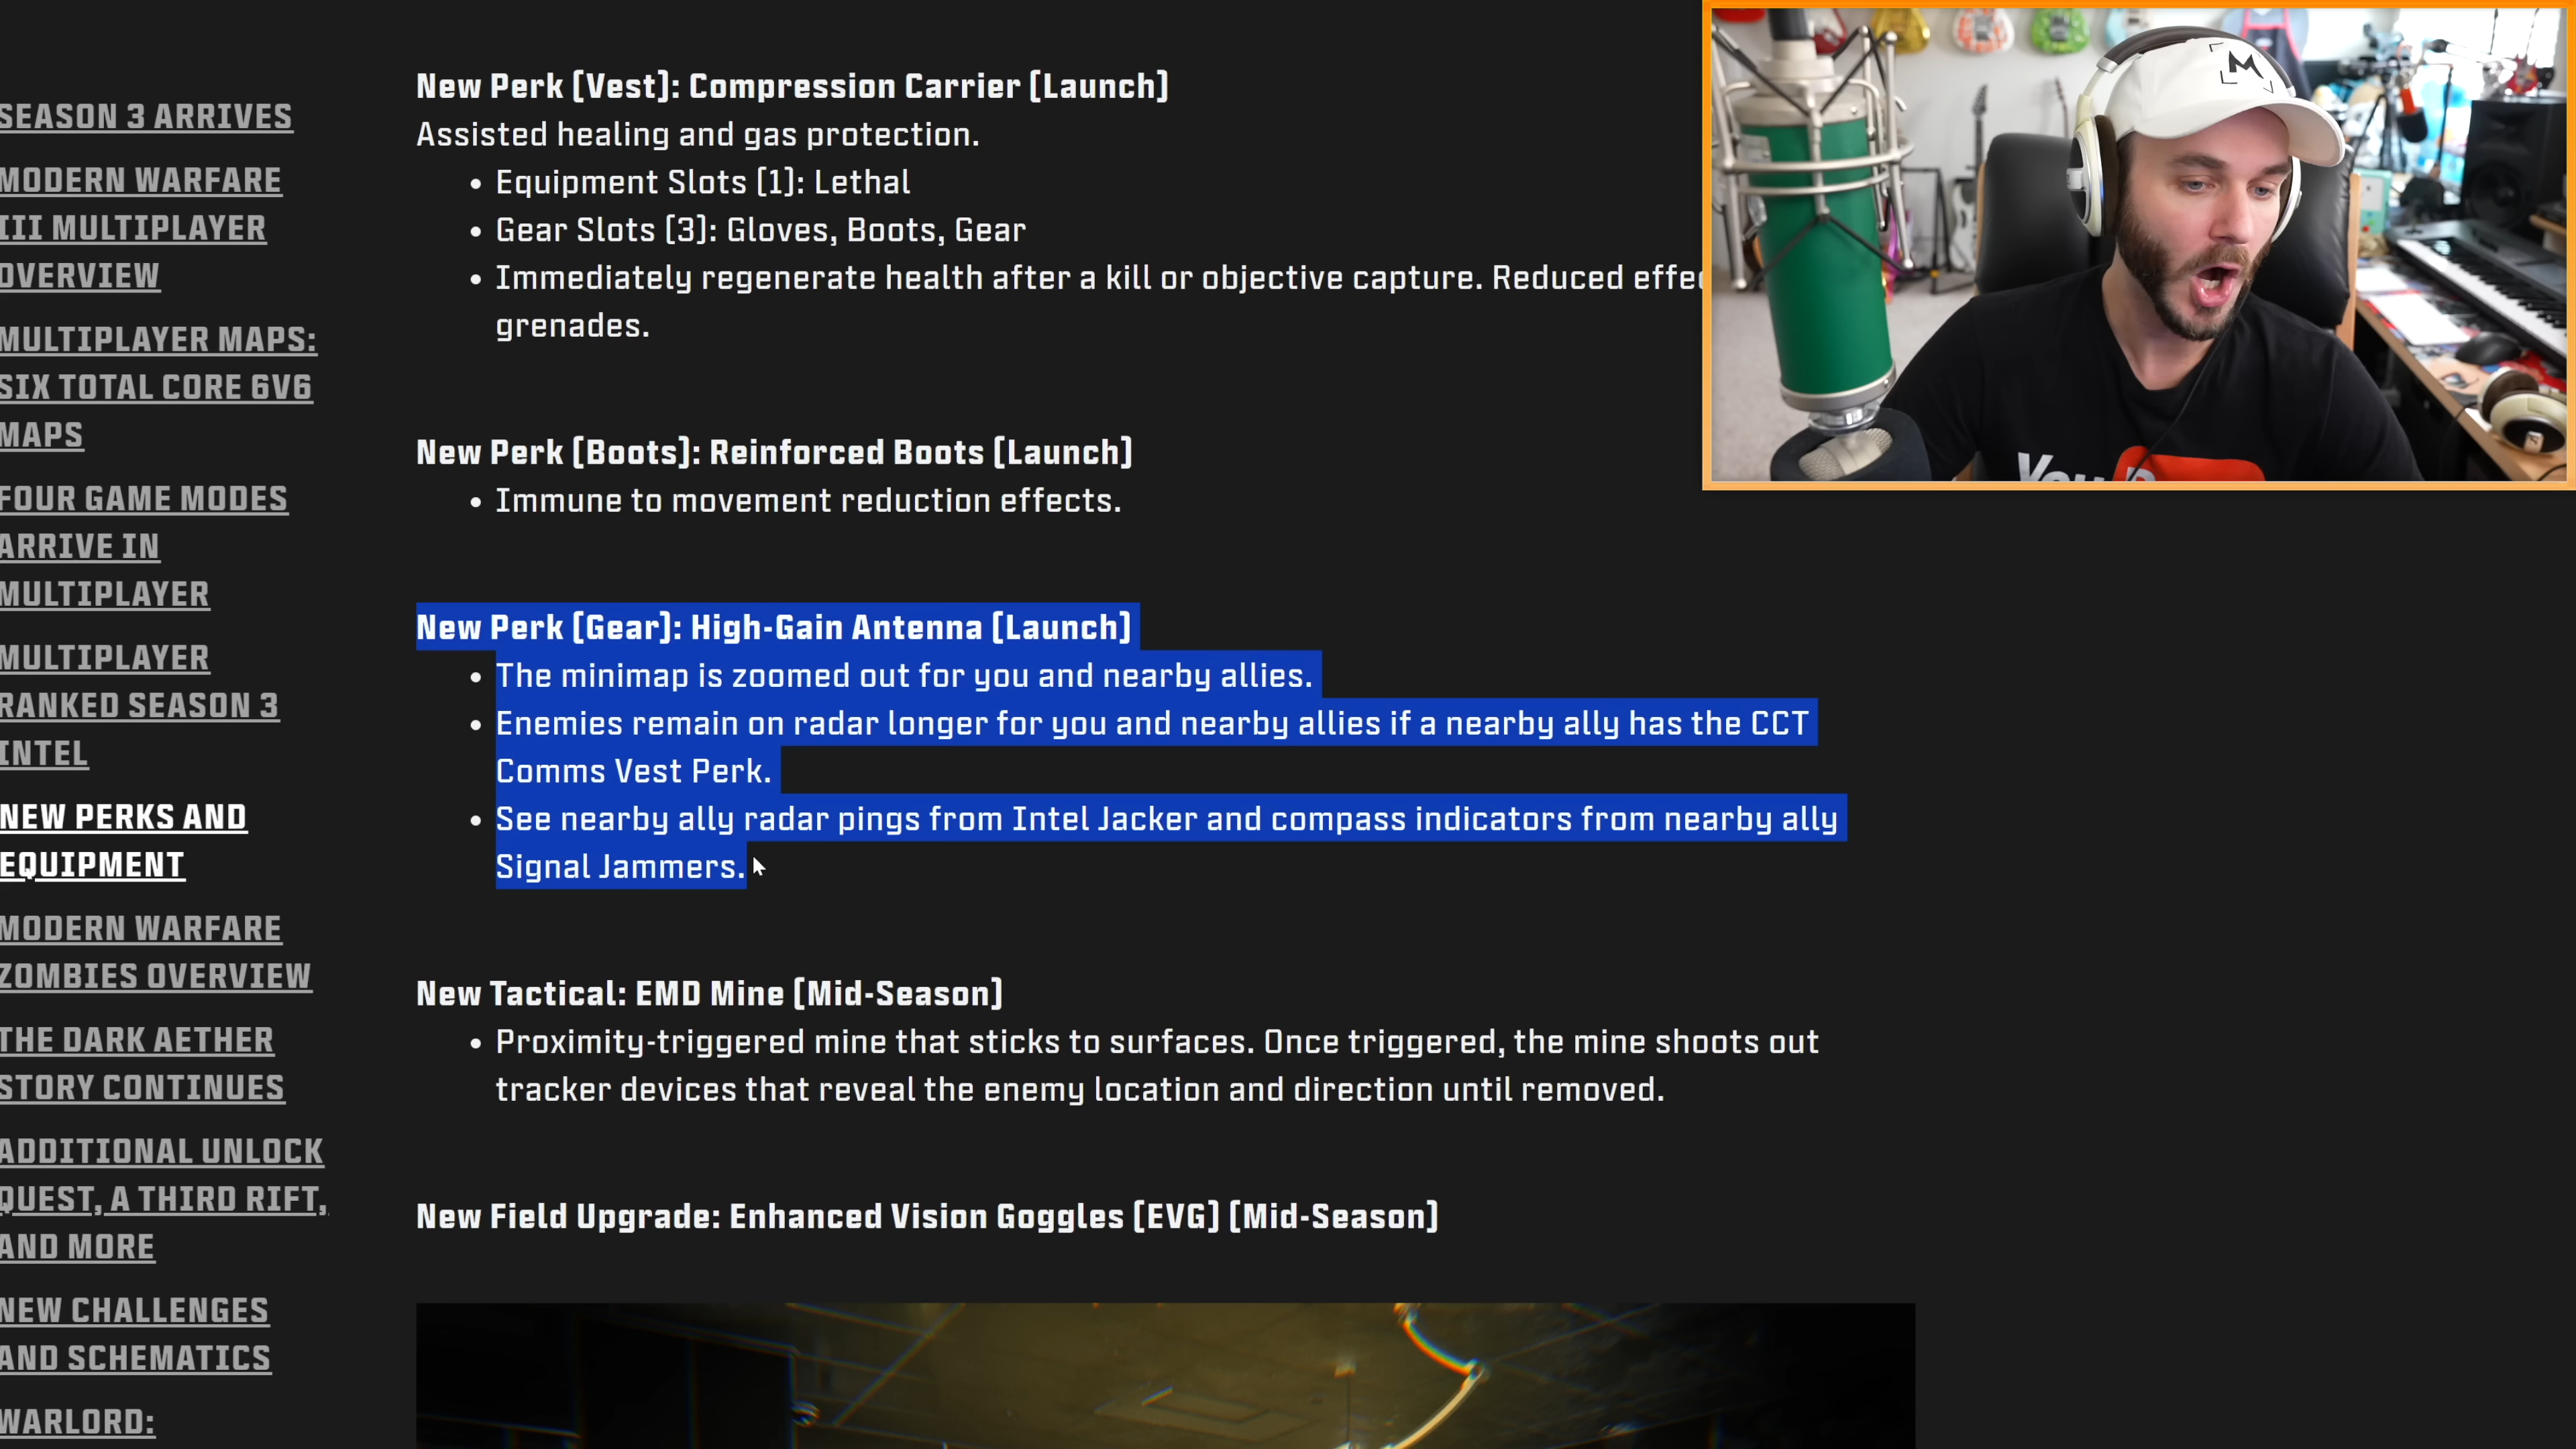 SEASON 3 ARRIVES
MODERN WARFARE
III MULTIPLAYER
OVERVIEW
MULTIPLAYER MAPS:
SIX TOTAL CORE 6V6
MAPS
FOUR GAME MODES
ARRIVE IN
MULTIPLAYER
MULTIPLAYER
RANKED SEASON 3
INTEL
NEW PERKS AND
EQUIPMENT
MODERN WARFARE
ZOMBIES OVERVIEW
THE DARK AETHER
STORY CONTINUES
ADDITIONAL UNLOCK
QUEST, A THIRD RIFT,
AND MORE
NEW CHALLENGES
AND SCHEMATICS
WARLORD:
New Perk (Vest): Compression Carrier (Launch)
Assisted healing and gas protection.
• Equipment Slots (1): Lethal
• Gear Slots (3): Gloves, Boots, Gear
• Immediately regenerate health after a kill or objective capture. Reduced
grenades.
New Perk (Boots): Reinforced Boots (Launch)
• Immune to movement reduction effects.
New Perk (Gear): High-Gain Antenna (Launch)
• The minimap is zoomed out for you and nearby allies.
• Enemies remain on radar longer for you and nearby allies if a nearby ally has the CCT
Comms Vest Perk.
• See nearby ally radar pings from Intel Jacker and compass indicators from nearby ally
Signal Jammers.
New Tactical: EMD Mine (Mid-Season)
• Proximity-triggered mine that sticks to surfaces. Once triggered, the mine shoots out
tracker devices that reveal the enemy location and direction until removed.
New Field Upgrade: Enhanced Vision Goggles (EVG) (Mid-Season)
M